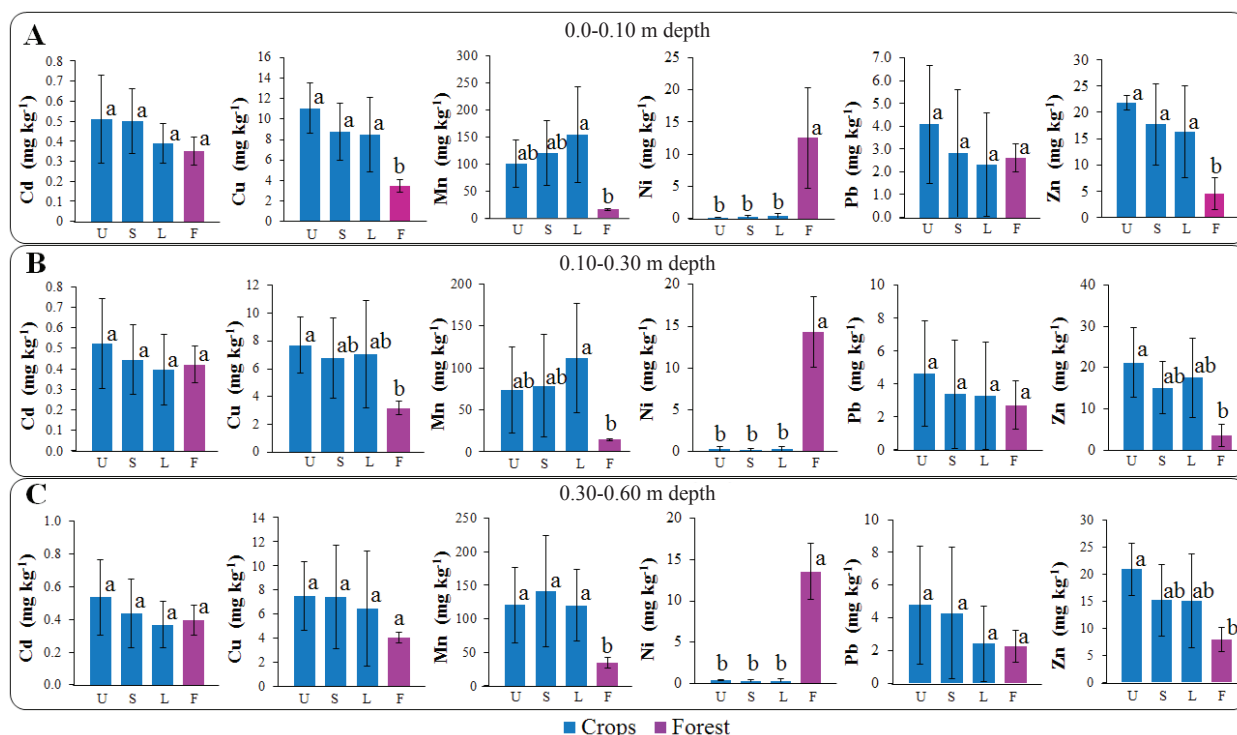 A
0.0-0.10 m depth
Cd (mg kg-1)
0.8
0.7
0.6
0.5
0.4
0.3
0.2
0.1
0
a a a a
U S L F
Cu (mg kg-1)
16
14
12
10
8
6
4
2
0
a a a b
U S L F
Mn (mg kg-1)
300
250
200
150
100
50
0
ab ab a b
U S L F
Ni (mg kg-1)
25
20
15
10
5
0
b b b a
U S L F
Pb (mg kg-1)
7.0
6.0
5.0
4.0
3.0
2.0
1.0
0.0
a a a a
U S L F
Zn (mg kg-1)
30
25
20
15
10
5
0
a a a b
U S L F
B
0.10-0.30 m depth
Cd (mg kg-1)
0.8
0.7
0.6
0.5
0.4
0.3
0.2
0.1
0.0
a a a a
U S L F
Cu (mg kg-1)
12
10
8
6
4
2
0
a ab ab b
U S L F
Mn (mg kg-1)
200
150
100
50
0
ab ab a b
U S L F
Ni (mg kg-1)
20
15
10
5
0
b b b a
U S L F
Pb (mg kg-1)
10
8
6
4
2
0
a a a a
U S L F
Zn (mg kg-1)
40
30
20
10
0
a ab ab b
U S L F
C
0.30-0.60 m depth
Cd (mg kg-1)
1.0
0.8
0.6
0.4
0.2
0.0
a a a a
U S L F
Cu (mg kg-1)
14
12
10
8
6
4
2
0
a a a a
U S L F
Mn (mg kg-1)
250
200
150
100
50
0
a a a b
U S L F
Ni (mg kg-1)
20
15
10
5
0
b b b a
U S L F
Pb (mg kg-1)
10
8
6
4
2
0
a a a a
U S L F
Zn (mg kg-1)
30
25
20
15
10
5
0
a ab ab b
U S L F
Crops Forest